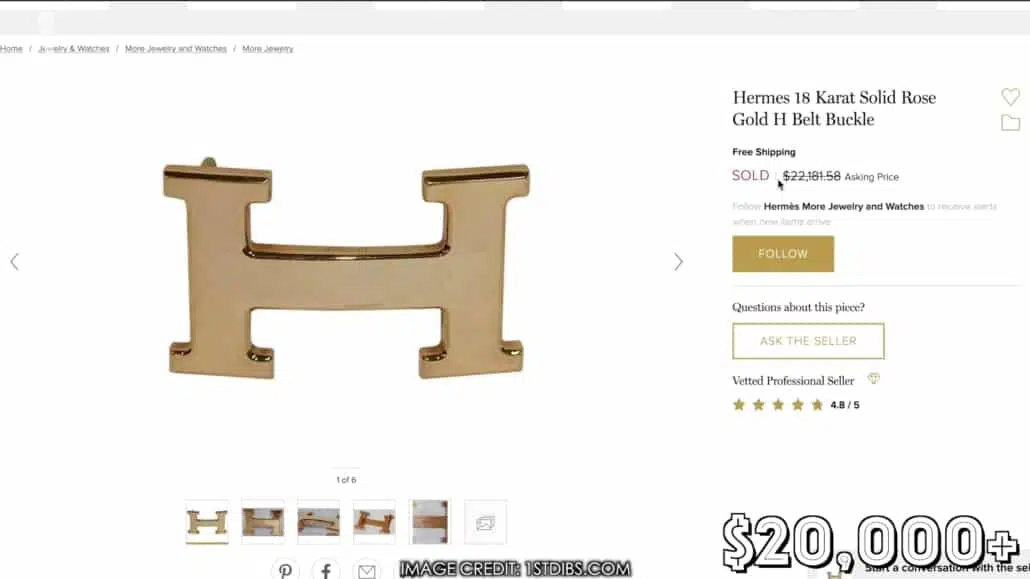 Home / Jewelry & Watches / More Jewelry and Watches / More Jewelry
Hermes 18 Karat Solid Rose
Gold H Belt Buckle
Free Shipping
SOLD $22,181.58 Asking Price
Follow Hermès More Jewelry and Watches to receive alerts
when new items arrive
FOLLOW
Questions about this piece?
ASK THE SELLER
Vetted Professional Seller
4.8 / 5
1 of 6
$20,000+
Start a conversation with the sel
IMAGE CREDIT: 1STDIBS.COM